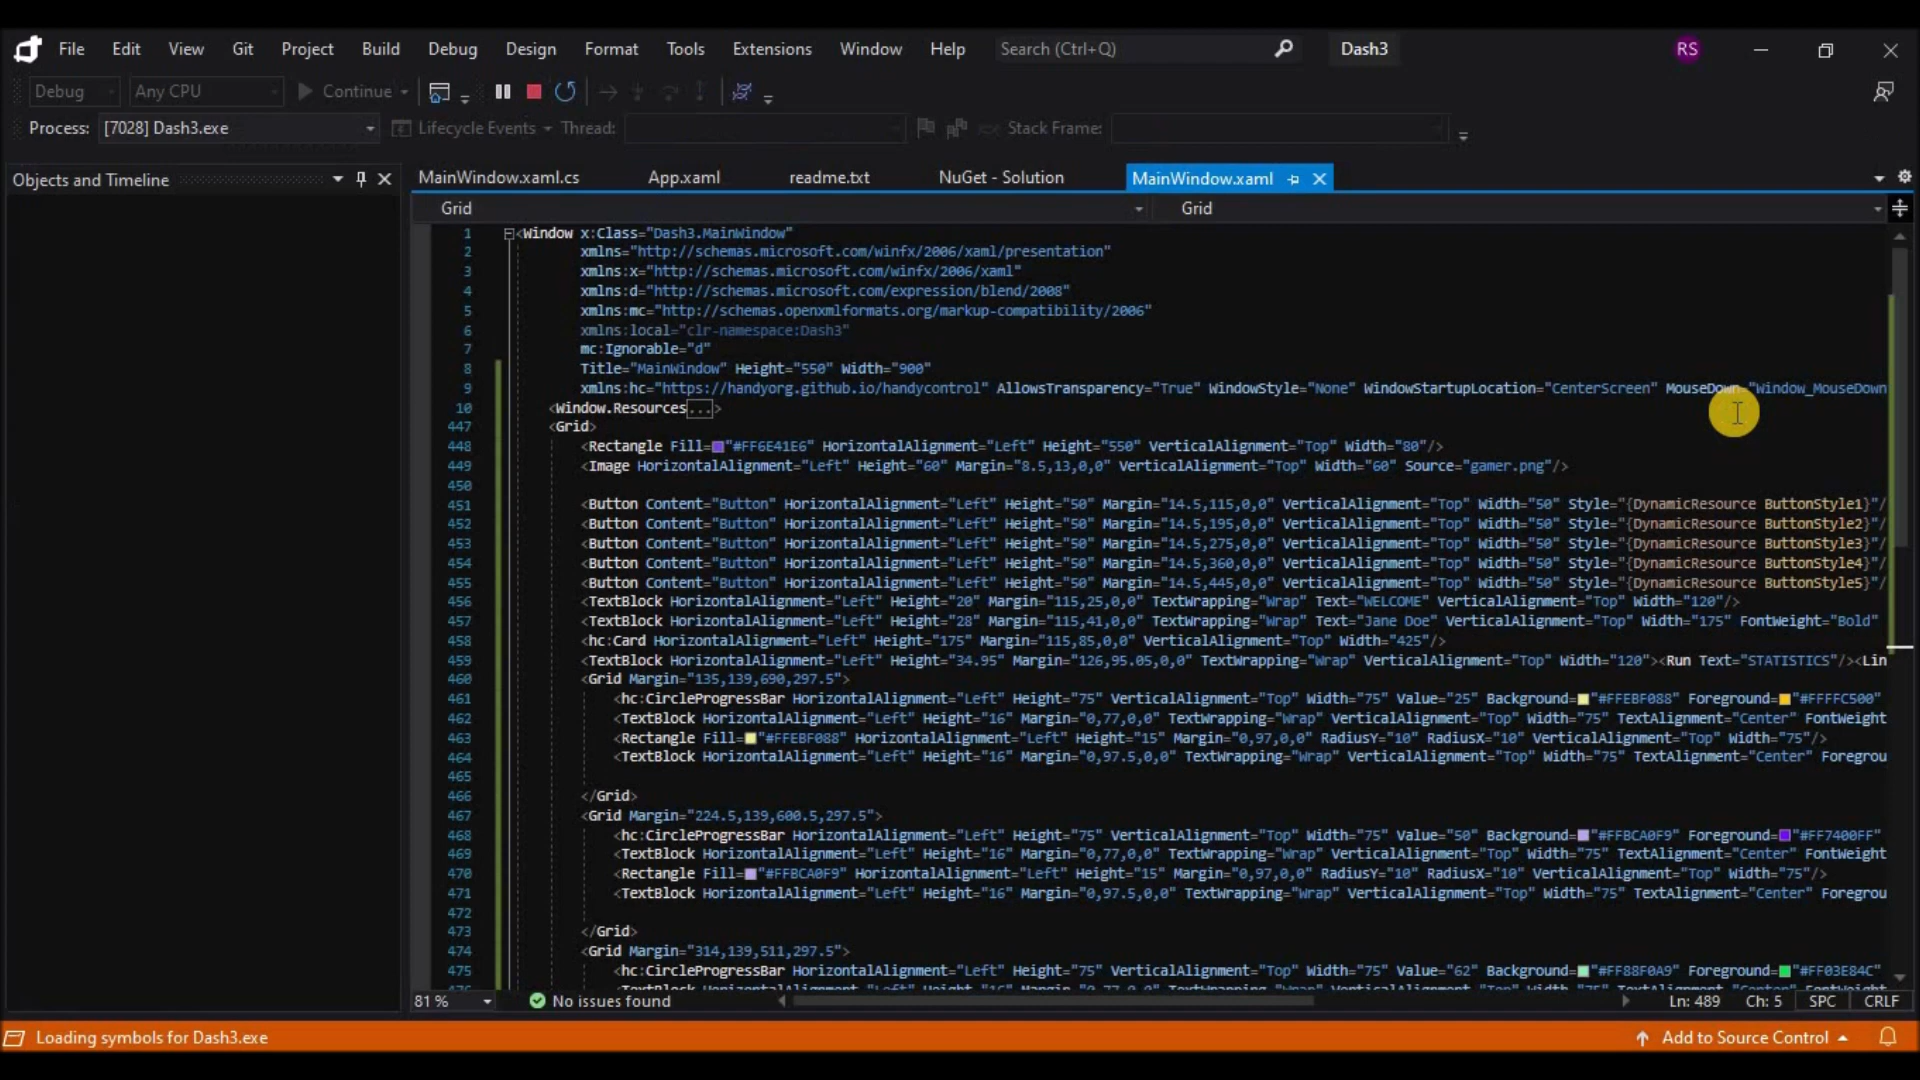 File Edit View Git Project Build Debug Design Format Tools Extensions Window Help Search (Ctrl+Q) Dash3 RS
Debug Any CPU Continue
Process: [7028] Dash3.exe Lifecycle Events Thread: Stack Frame:
Objects and Timeline
MainWindow.xaml.cs App.xaml readme.txt NuGet - Solution MainWindow.xaml
Grid Grid
1 <Window x:Class="Dash3.MainWindow"
2 xmlns="http://schemas.microsoft.com/winfx/2006/xaml/presentation"
3 xmlns:x="http://schemas.microsoft.com/winfx/2006/xaml"
4 xmlns:d="http://schemas.microsoft.com/expression/blend/2008"
5 xmlns:mc="http://schemas.openxmlformats.org/markup-compatibility/2006"
6 xmlns:local="clr-namespace:Dash3"
7 mc:Ignorable="d"
8 Title="MainWindow" Height="550" Width="900"
9 xmlns:hc="https://handyorg.github.io/handycontrol" AllowsTransparency="True" WindowStyle="None" WindowStartupLocation="CenterScreen" MouseDown="Window_MouseDown
10 <Window.Resources...>
447 <Grid>
448 <Rectangle Fill="#FF6E41E6" HorizontalAlignment="Left" Height="550" VerticalAlignment="Top" Width="80"/>
449 <Image HorizontalAlignment="Left" Height="60" Margin="8.5,13,0,0" VerticalAlignment="Top" Width="60" Source="gamer.png"/>
450
451 <Button Content="Button" HorizontalAlignment="Left" Height="50" Margin="14.5,115,0,0" VerticalAlignment="Top" Width="50" Style="{DynamicResource ButtonStyle1}"/
452 <Button Content="Button" HorizontalAlignment="Left" Height="50" Margin="14.5,195,0,0" VerticalAlignment="Top" Width="50" Style="{DynamicResource ButtonStyle2}"/
453 <Button Content="Button" HorizontalAlignment="Left" Height="50" Margin="14.5,275,0,0" VerticalAlignment="Top" Width="50" Style="{DynamicResource ButtonStyle3}"/
454 <Button Content="Button" HorizontalAlignment="Left" Height="50" Margin="14.5,360,0,0" VerticalAlignment="Top" Width="50" Style="{DynamicResource ButtonStyle4}"/
455 <Button Content="Button" HorizontalAlignment="Left" Height="50" Margin="14.5,445,0,0" VerticalAlignment="Top" Width="50" Style="{DynamicResource ButtonStyle5}"/
456 <TextBlock HorizontalAlignment="Left" Height="20" Margin="115,25,0,0" TextWrapping="Wrap" Text="WELCOME" VerticalAlignment="Top" Width="120"/>
457 <TextBlock HorizontalAlignment="Left" Height="28" Margin="115,41,0,0" TextWrapping="Wrap" Text="Jane Doe" VerticalAlignment="Top" Width="175" FontWeight="Bold"
458 <hc:Card HorizontalAlignment="Left" Height="175" Margin="115,85,0,0" VerticalAlignment="Top" Width="425"/>
459 <TextBlock HorizontalAlignment="Left" Height="34.95" Margin="126,95.05,0,0" TextWrapping="Wrap" VerticalAlignment="Top" Width="120"><Run Text="STATISTICS"/><Lin
460 <Grid Margin="135,139,690,297.5">
461 <hc:CircleProgressBar HorizontalAlignment="Left" Height="75" VerticalAlignment="Top" Width="75" Value="25" Background="#FFEBF088" Foreground="#FFFFC500"
462 <TextBlock HorizontalAlignment="Left" Height="16" Margin="0,77,0,0" TextWrapping="Wrap" VerticalAlignment="Top" Width="75" TextAlignment="Center" FontWeight
463 <Rectangle Fill="#FFEBF088" HorizontalAlignment="Left" Height="15" Margin="0,97,0,0" RadiusY="10" RadiusX="10" VerticalAlignment="Top" Width="75"/>
464 <TextBlock HorizontalAlignment="Left" Height="16" Margin="0,97.5,0,0" TextWrapping="Wrap" VerticalAlignment="Top" Width="75" TextAlignment="Center" Foregrou
465
466 </Grid>
467 <Grid Margin="224.5,139,600.5,297.5">
468 <hc:CircleProgressBar HorizontalAlignment="Left" Height="75" VerticalAlignment="Top" Width="75" Value="50" Background="#FFBCA0F9" Foreground="#FF7400FF"
469 <TextBlock HorizontalAlignment="Left" Height="16" Margin="0,77,0,0" TextWrapping="Wrap" VerticalAlignment="Top" Width="75" TextAlignment="Center" FontWeight
470 <Rectangle Fill="#FFBCA0F9" HorizontalAlignment="Left" Height="15" Margin="0,97,0,0" RadiusY="10" RadiusX="10" VerticalAlignment="Top" Width="75"/>
471 <TextBlock HorizontalAlignment="Left" Height="16" Margin="0,97.5,0,0" TextWrapping="Wrap" VerticalAlignment="Top" Width="75" TextAlignment="Center" Foregrou
472
473 </Grid>
474 <Grid Margin="314,139,511,297.5">
475 <hc:CircleProgressBar HorizontalAlignment="Left" Height="75" VerticalAlignment="Top" Width="75" Value="62" Background="#FF88F0A9" Foreground="#FF03E84C"
81 % No issues found Ln: 489 Ch: 5 SPC CRLF
Loading symbols for Dash3.exe Add to Source Control